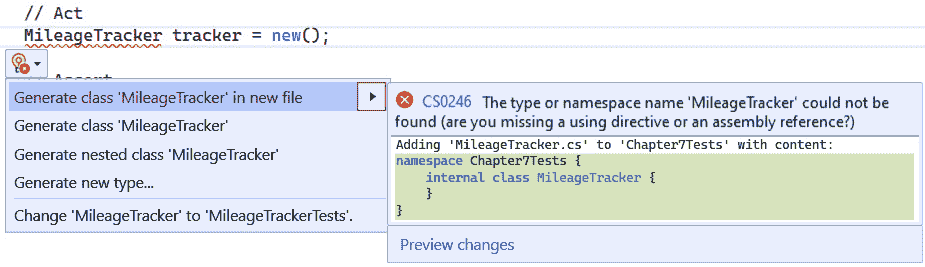 // Act
MileageTracker tracker = new();
// Assert
Generate class 'MileageTracker' in new file
Generate class 'MileageTracker'
Generate nested class 'MileageTracker'
Generate new type...
Change 'MileageTracker' to 'MileageTrackerTests'.
CS0246 The type or namespace name 'MileageTracker' could not be
found (are you missing a using directive or an assembly reference?)
Adding 'MileageTracker.cs' to 'Chapter7Tests' with content:
namespace Chapter7Tests {
    internal class MileageTracker {
    }
}
Preview changes